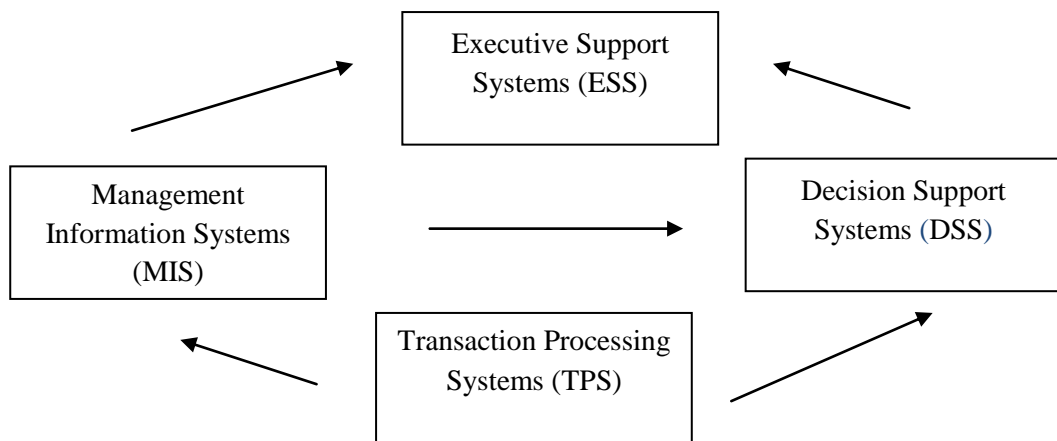 Executive Support
Systems (ESS)
Management
Information Systems
(MIS)
Decision Support
Systems (DSS)
Transaction Processing
Systems (TPS)